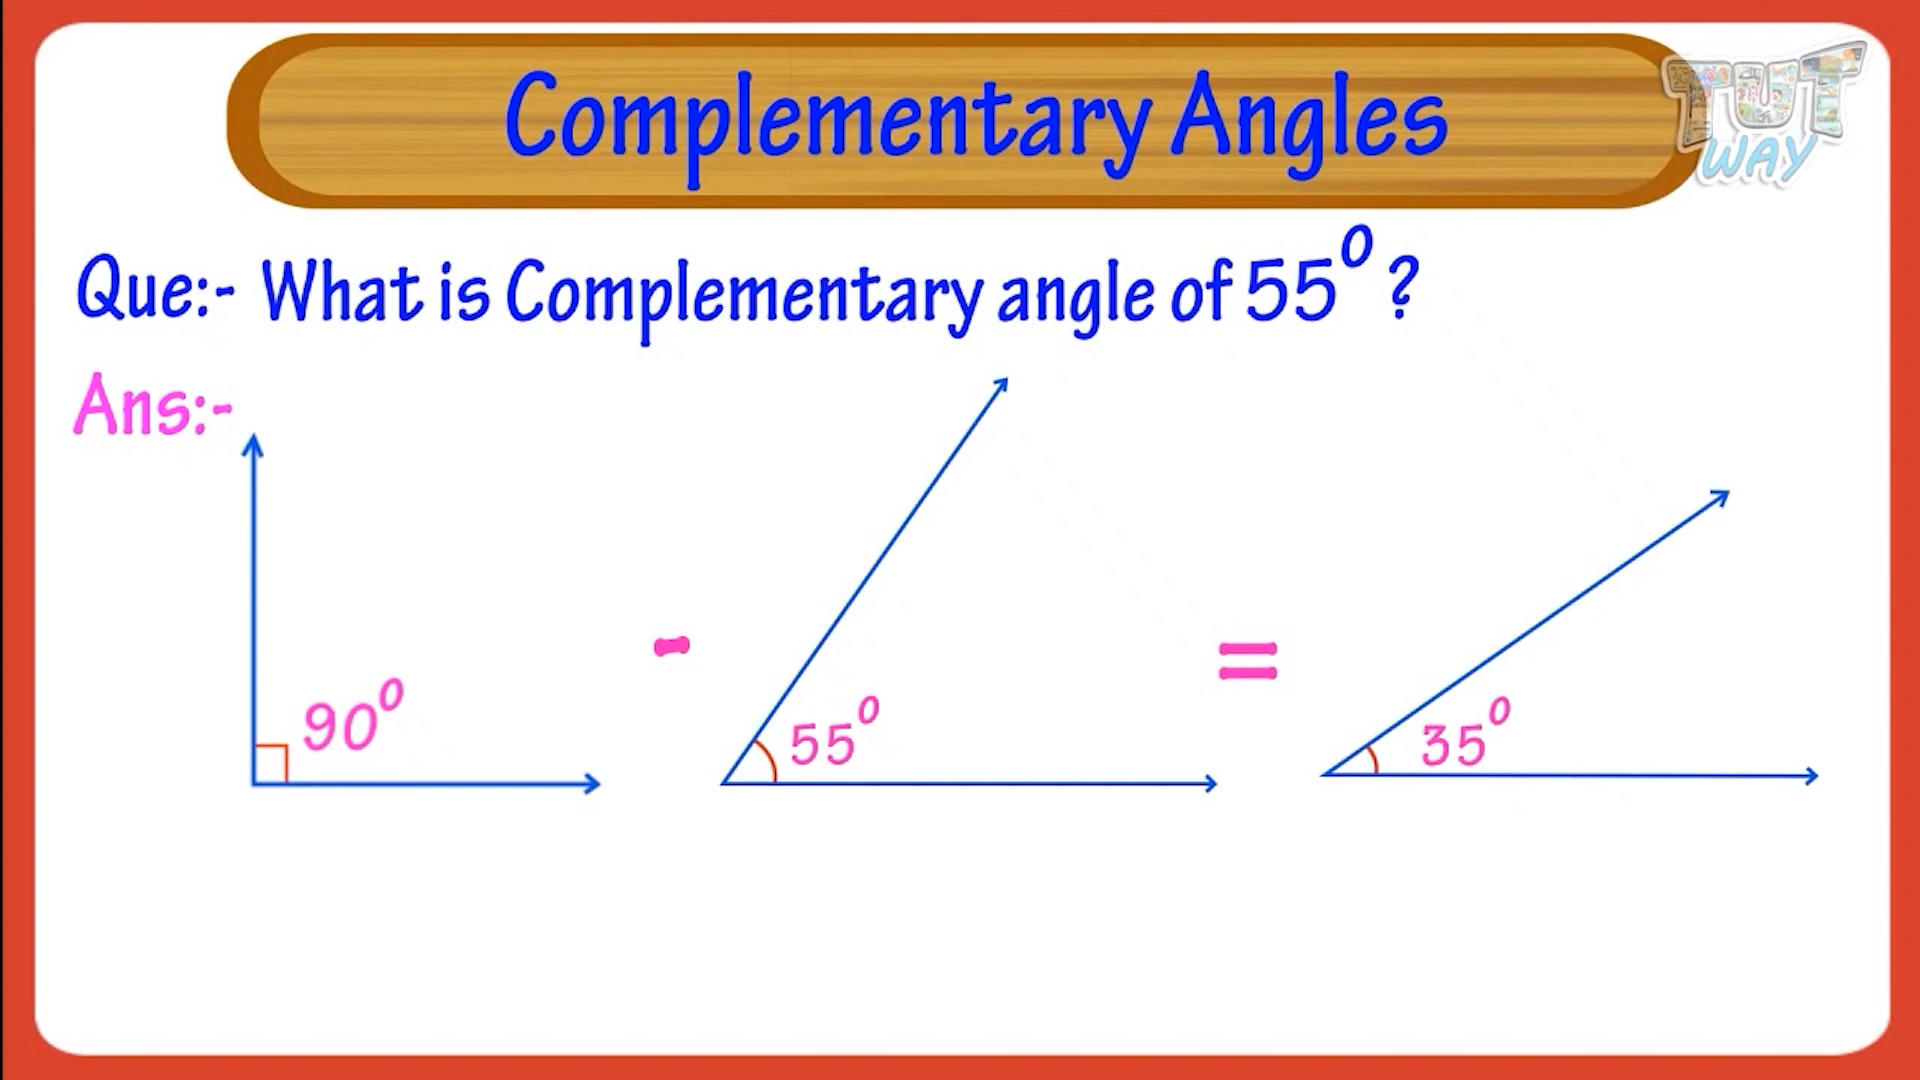 Complementary Angles
TUT
WAY
Que:- What is Complementary angle of 55⁰ ?
Ans:-
90⁰ - 55⁰ = 35⁰